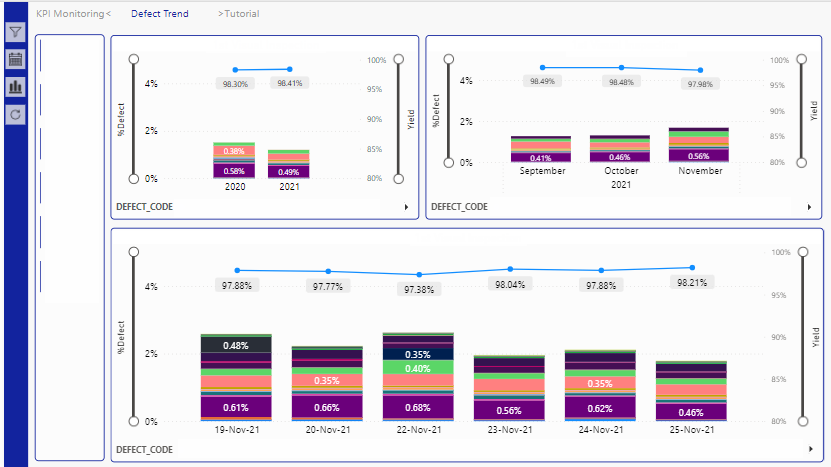 KPI Monitoring< Defect Trend >Tutorial
%Defect
4%
2%
0%
98.30% 98.41%
0.38%
0.58% 0.49%
2020 2021
100%
95%
90%
85%
80%
Yield
DEFECT_CODE
%Defect
4%
2%
0%
98.49% 98.48% 97.98%
0.41% 0.46% 0.56%
September October November
2021
100%
95%
90%
85%
80%
Yield
DEFECT_CODE
%Defect
4%
2%
0%
97.88% 97.77% 97.38% 98.04% 97.88% 98.21%
0.48% 0.35%
0.40%
0.35% 0.35%
0.61% 0.66% 0.68% 0.56% 0.62% 0.46%
19-Nov-21 20-Nov-21 22-Nov-21 23-Nov-21 24-Nov-21 25-Nov-21
100%
95%
90%
85%
80%
Yield
DEFECT_CODE